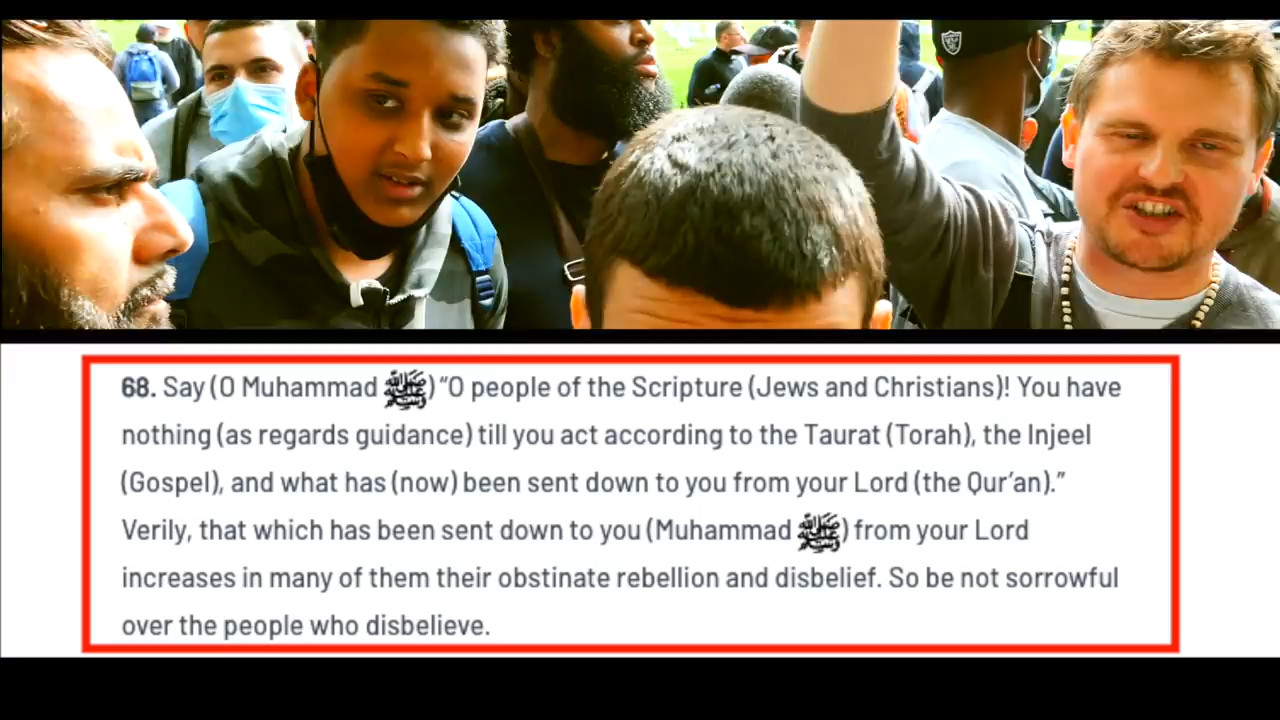 68. Say (O Muhammad ﷺ) “O people of the Scripture (Jews and Christians)! You have
nothing (as regards guidance) till you act according to the Taurat (Torah), the Injeel
(Gospel), and what has (now) been sent down to you from your Lord (the Qur’an).”
Verily, that which has been sent down to you (Muhammad ﷺ) from your Lord
increases in many of them their obstinate rebellion and disbelief. So be not sorrowful
over the people who disbelieve.